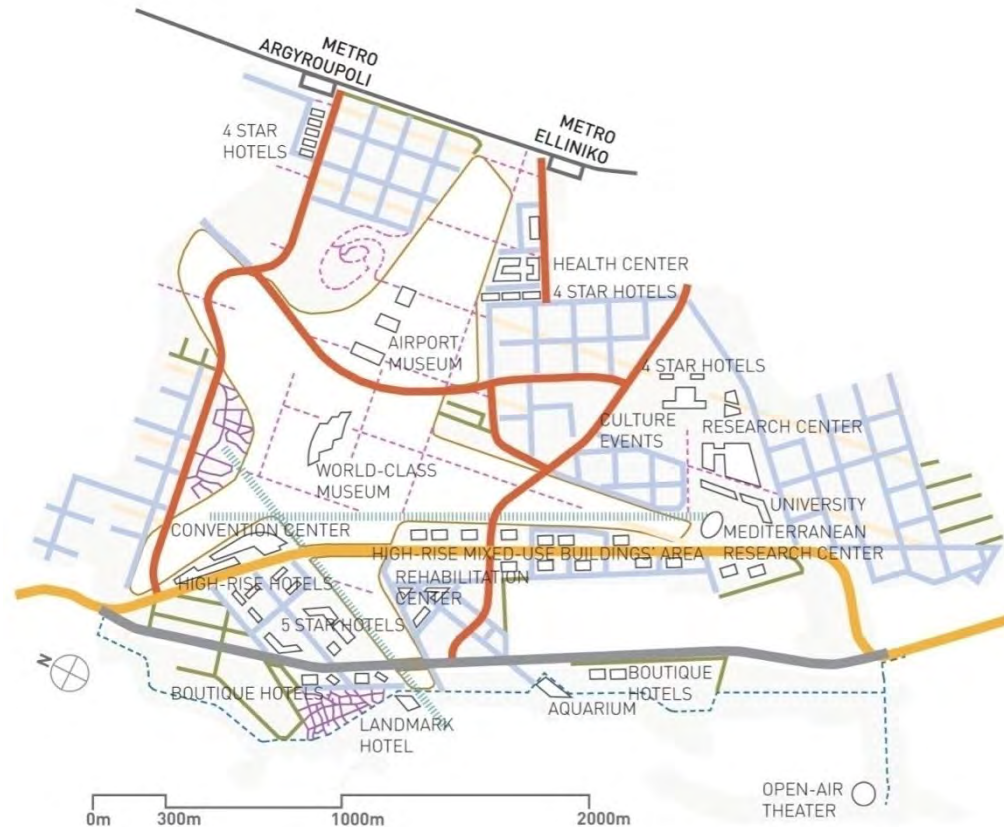 METRO
ARGYROUPOLI
METRO
ELLINIKO
4 STAR
HOTELS
HEALTH CENTER
4 STAR HOTELS
AIRPORT
MUSEUM
4 STAR HOTELS
CULTURE
EVENTS
RESEARCH CENTER
WORLD-CLASS
MUSEUM
UNIVERSITY
CONVENTION CENTER
MEDITERRANEAN
RESEARCH CENTER
HIGH-RISE MIXED-USE BUILDINGS' AREA
HIGH-RISE HOTELS
REHABILITATION
CENTER
5 STAR HOTELS
N
BOUTIQUE HOTELS
BOUTIQUE
HOTELS
AQUARIUM
LANDMARK
HOTEL
OPEN-AIR
THEATER
0m 300m 1000m 2000m